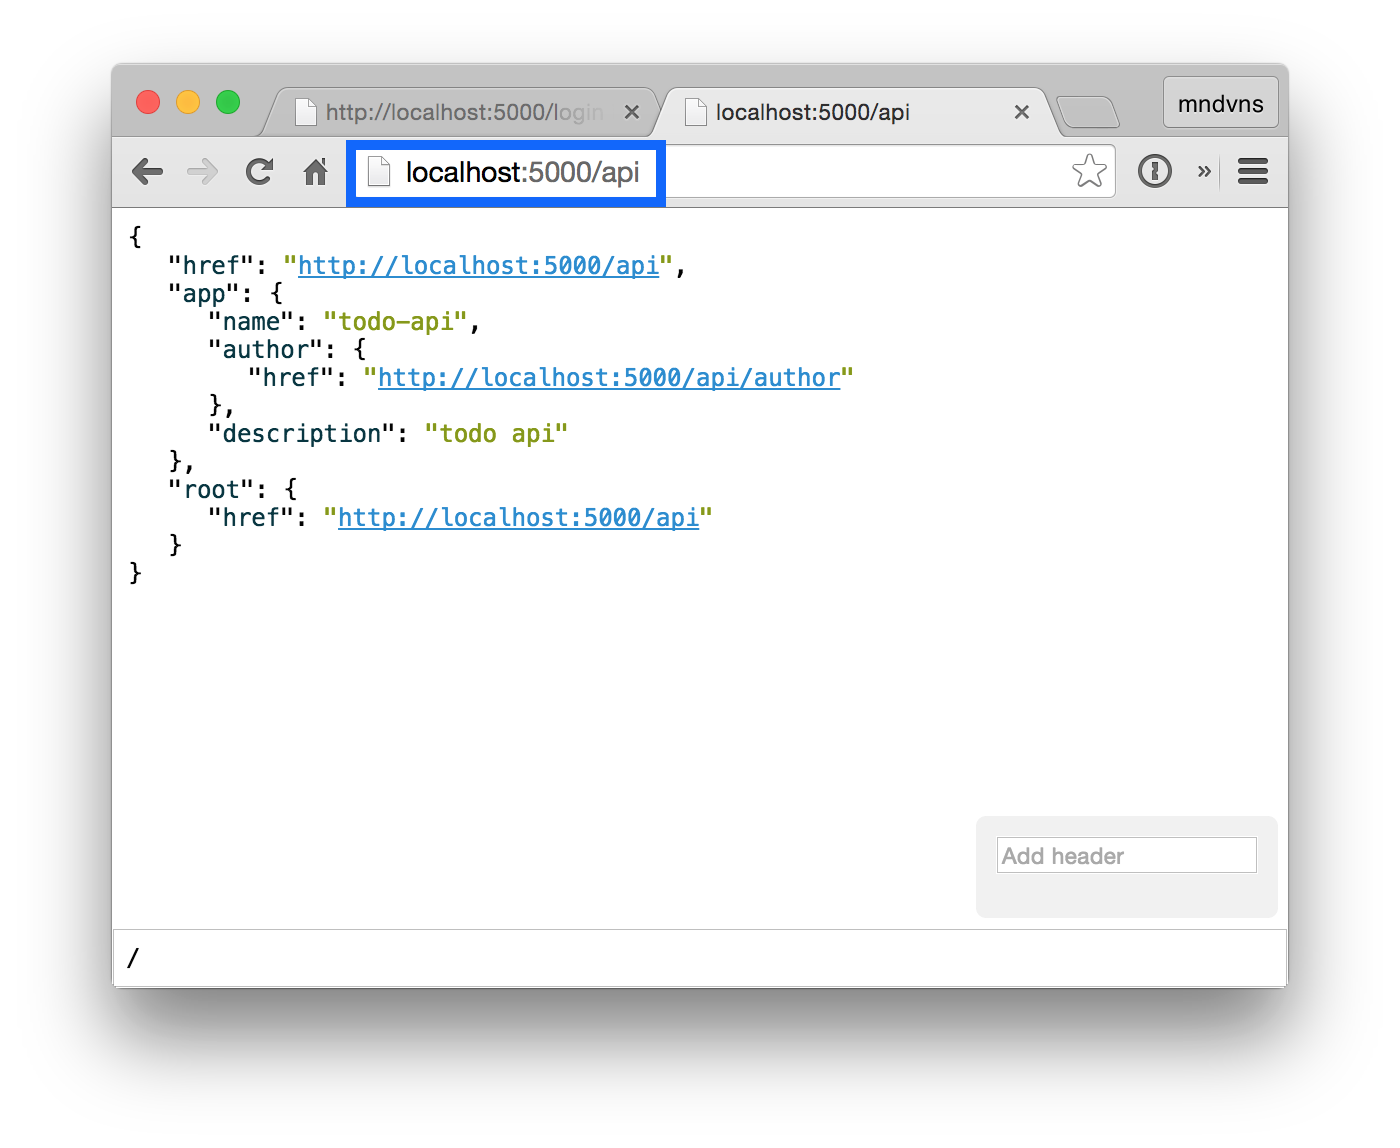 http://localhost:5000/login
localhost:5000/api
mndvns
localhost:5000/api
»
{
"href": "http://localhost:5000/api",
"app": {
"name": "todo-api",
"author": {
"href": "http://localhost:5000/api/author"
},
"description": "todo api"
},
"root": {
"href": "http://localhost:5000/api"
}
}
Add header
/